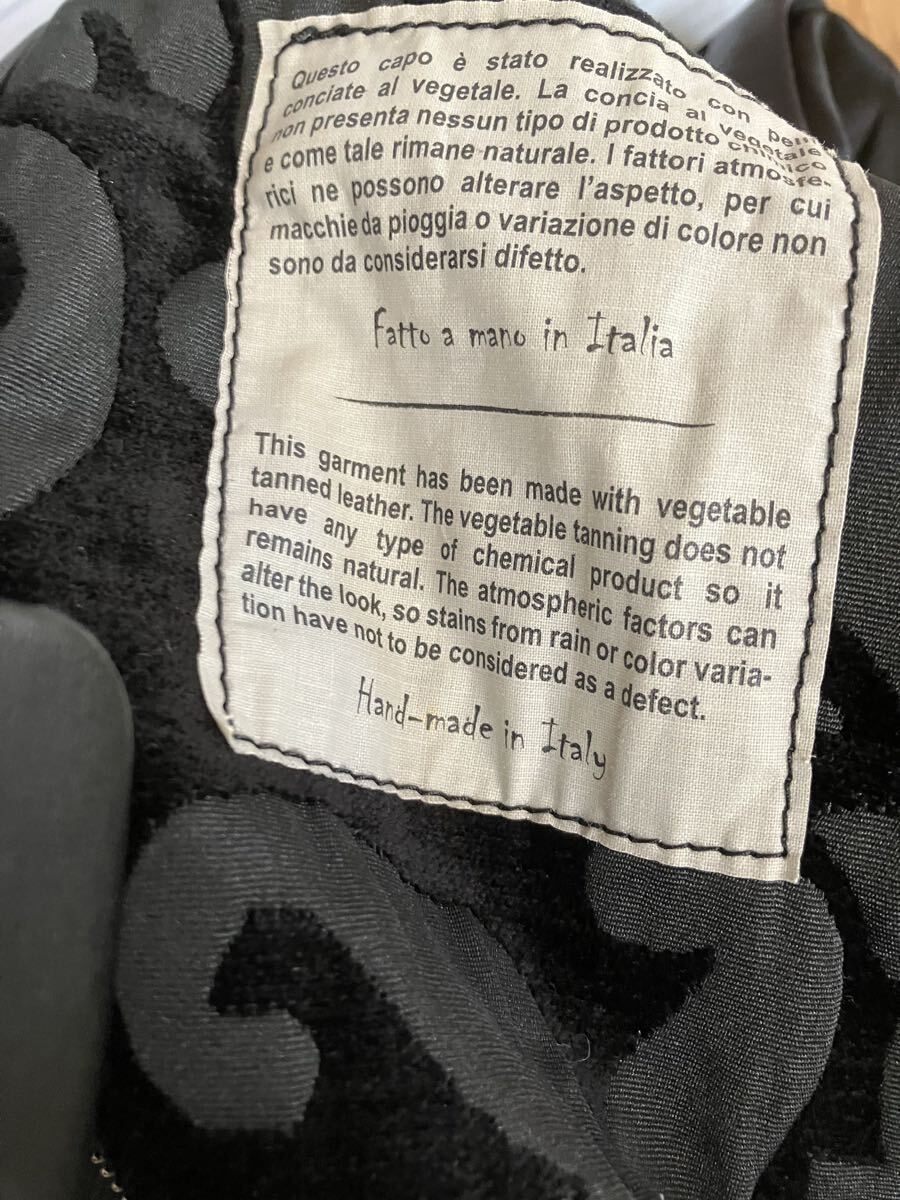 Questo capo è stato realizzato con pelli
conciate al vegetale. La concia al vegetale
non presenta nessun tipo di prodotto chimico
e come tale rimane naturale. I fattori atmosfe-
rici ne possono alterare l'aspetto, per cui
macchie da pioggia o variazione di colore non
sono da considerarsi difetto.
Fatto a mano in Italia
This garment has been made with vegetable
tanned leather. The vegetable tanning does not
have any type of chemical product so it
remains natural. The atmospheric factors can
alter the look, so stains from rain or color varia-
tion have not to be considered as a defect.
Hand-made in Italy